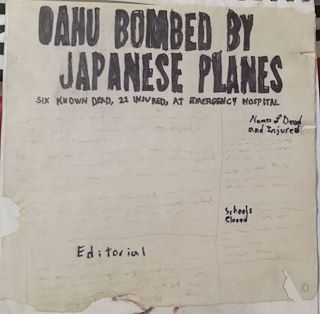 OAHU BOMBED BY
JAPANESE PLANES
SIX KNOWN DEAD, 21 INJURED, AT EMERGENCY HOSPITAL
Names of Dead
and Injured
Schools
Closed
Editorial